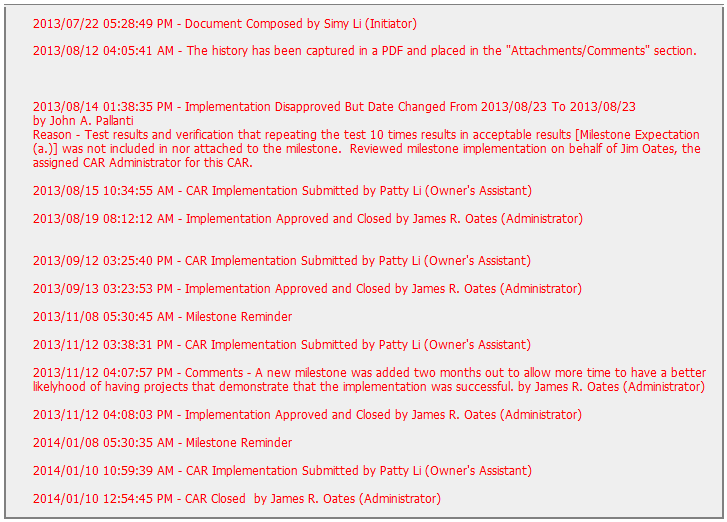 2013/07/22 05:28:49 PM - Document Composed by Simy Li (Initiator)
2013/08/12 04:05:41 AM - The history has been captured in a PDF and placed in the "Attachments/Comments" section.
2013/08/14 01:38:35 PM - Implementation Disapproved But Date Changed From 2013/08/23 To 2013/08/23
by John A. Pallanti
Reason - Test results and verification that repeating the test 10 times results in acceptable results [Milestone Expectation
(a.)] was not included in nor attached to the milestone.  Reviewed milestone implementation on behalf of Jim Oates, the
assigned CAR Administrator for this CAR.
2013/08/15 10:34:55 AM - CAR Implementation Submitted by Patty Li (Owner's Assistant)
2013/08/19 08:12:12 AM - Implementation Approved and Closed by James R. Oates (Administrator)
2013/09/12 03:25:40 PM - CAR Implementation Submitted by Patty Li (Owner's Assistant)
2013/09/13 03:23:53 PM - Implementation Approved and Closed by James R. Oates (Administrator)
2013/11/08 05:30:45 AM - Milestone Reminder
2013/11/12 03:38:31 PM - CAR Implementation Submitted by Patty Li (Owner's Assistant)
2013/11/12 04:07:57 PM - Comments - A new milestone was added two months out to allow more time to have a better
likelyhood of having projects that demonstrate that the implementation was successful. by James R. Oates (Administrator)
2013/11/12 04:08:03 PM - Implementation Approved and Closed by James R. Oates (Administrator)
2014/01/08 05:30:35 AM - Milestone Reminder
2014/01/10 10:59:39 AM - CAR Implementation Submitted by Patty Li (Owner's Assistant)
2014/01/10 12:54:45 PM - CAR Closed  by James R. Oates (Administrator)